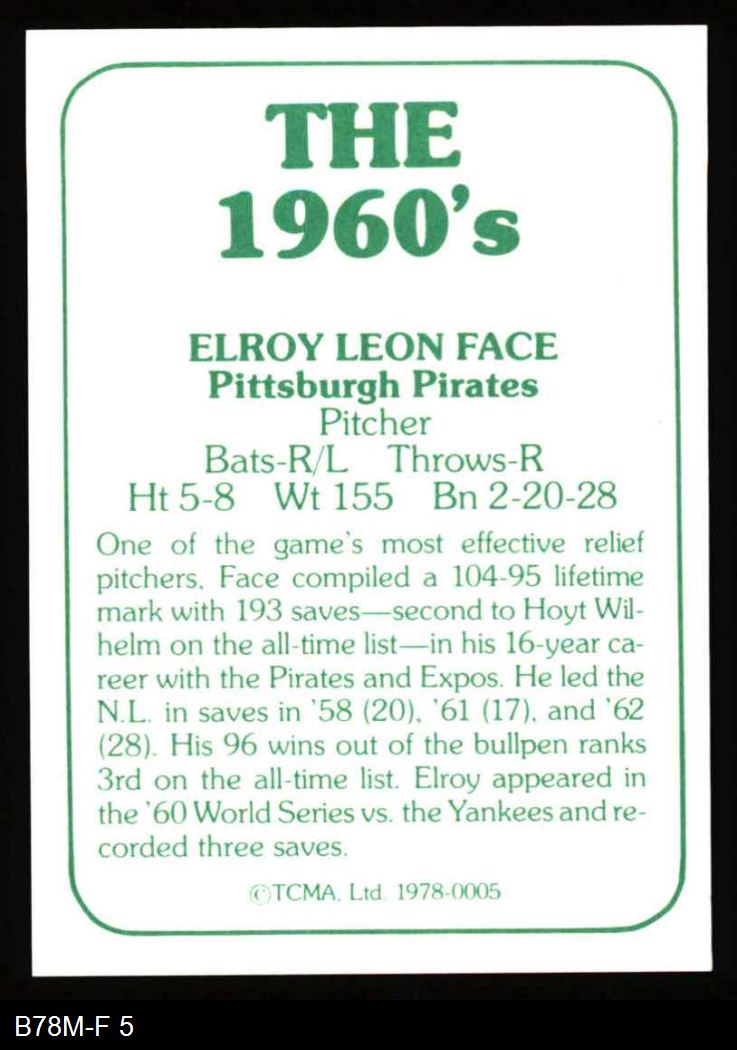 THE
1960's
ELROY LEON FACE
Pittsburgh Pirates
Pitcher
Bats-R/L Throws-R
Ht 5-8 Wt 155 Bn 2-20-28
One of the game's most effective relief
pitchers, Face compiled a 104-95 lifetime
mark with 193 saves—second to Hoyt Wil-
helm on the all-time list—in his 16-year ca-
reer with the Pirates and Expos. He led the
N.L. in saves in '58 (20), '61 (17), and '62
(28). His 96 wins out of the bullpen ranks
3rd on the all-time list. Elroy appeared in
the '60 World Series vs. the Yankees and re-
corded three saves.
©TCMA, Ltd. 1978-0005
B78M-F 5